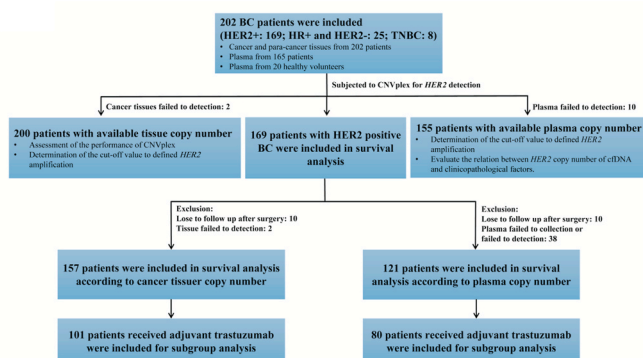 202 BC patients were included
(HER2+: 169; HR+ and HER2-: 25; TNBC: 8)
• Cancer and para-cancer tissues from 202 patients
• Plasma from 165 patients
• Plasma from 20 healthy volunteers
Subjected to CNVplex for HER2 detection
Cancer tissues failed to detection: 2
Plasma failed to detection: 10
200 patients with available tissue copy number
• Assessment of the performance of CNVplex
• Determination of the cut-off value to defined HER2
amplification
169 patients with HER2 positive
BC were included in survival
analysis
155 patients with available plasma copy number
• Determination of the cut-off value to defined HER2
amplification
• Evaluate the relation between HER2 copy number of cfDNA
and clinicopathological factors.
Exclusion:
Lose to follow up after surgery: 10
Tissue failed to detection: 2
Exclusion:
Lose to follow up after surgery: 10
Plasma failed to collection or
failed to detection: 38
157 patients were included in survival analysis
according to cancer tissuer copy
number
121 patients were included in survival
analysis according to plasma copy number
101 patients received adjuvant trastuzumab
were included for subgroup analysis
80 patients received adjuvant trastuzumab
were included for subgroup analysis